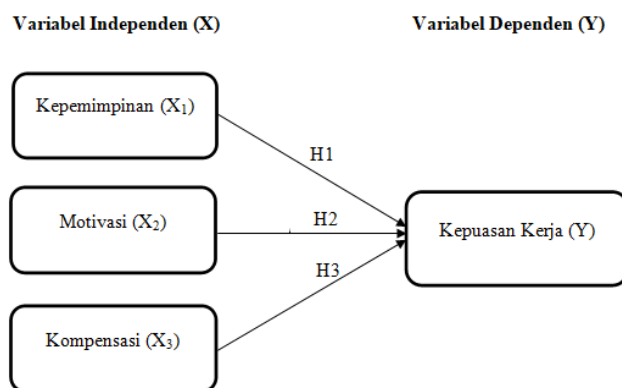 Variabel Independen (X)
Variabel Dependen (Y)
Kepemimpinan (X₁)
H1
Motivasi (X₂)
H2
Kepuasan Kerja (Y)
H3
Kompensasi (X₃)